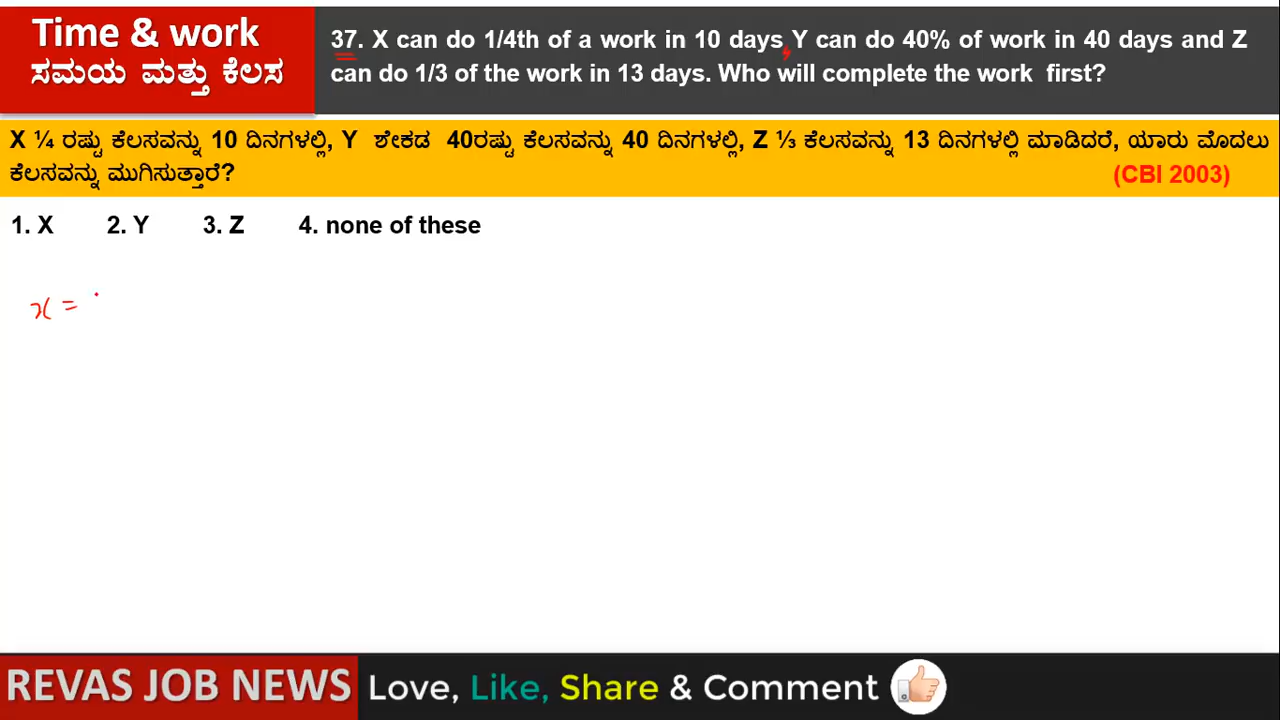 Time & work
ಸಮಯ ಮತ್ತು ಕೆಲಸ
37. X can do 1/4th of a work in 10 days,Y can do 40% of work in 40 days and Z
can do 1/3 of the work in 13 days. Who will complete the work first?
X ¼ ರಷ್ಟು ಕೆಲಸವನ್ನು 10 ದಿನಗಳಲ್ಲಿ, Y ಶೇಕಡ 40ರಷ್ಟು ಕೆಲಸವನ್ನು 40 ದಿನಗಳಲ್ಲಿ, Z ⅓ ಕೆಲಸವನ್ನು 13 ದಿನಗಳಲ್ಲಿ ಮಾಡಿದರೆ, ಯಾರು ಮೊದಲು
ಕೆಲಸವನ್ನು ಮುಗಿಸುತ್ತಾರೆ?
(CBI 2003)
1. X 2. Y 3. Z 4. none of these
x =
REVAS JOB NEWS
Love, Like, Share & Comment